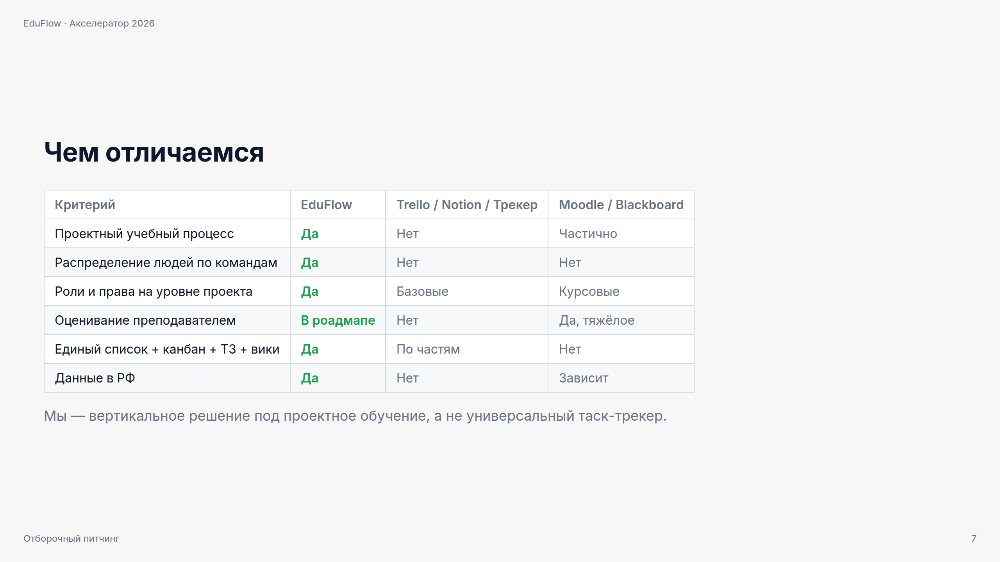 EduFlow · Акселератор 2026
Чем отличаемся
Критерий EduFlow Trello / Notion / Трекер Moodle / Blackboard
Проектный учебный процесс Да Нет Частично
Распределение людей по командам Да Нет Нет
Роли и права на уровне проекта Да Базовые Курсовые
Оценивание преподавателем В роадмапе Нет Да, тяжёлое
Единый список + канбан + ТЗ + вики Да По частям Нет
Данные в РФ Да Нет Зависит
Мы — вертикальное решение под проектное обучение, а не универсальный таск-трекер.
Отборочный питчинг 7